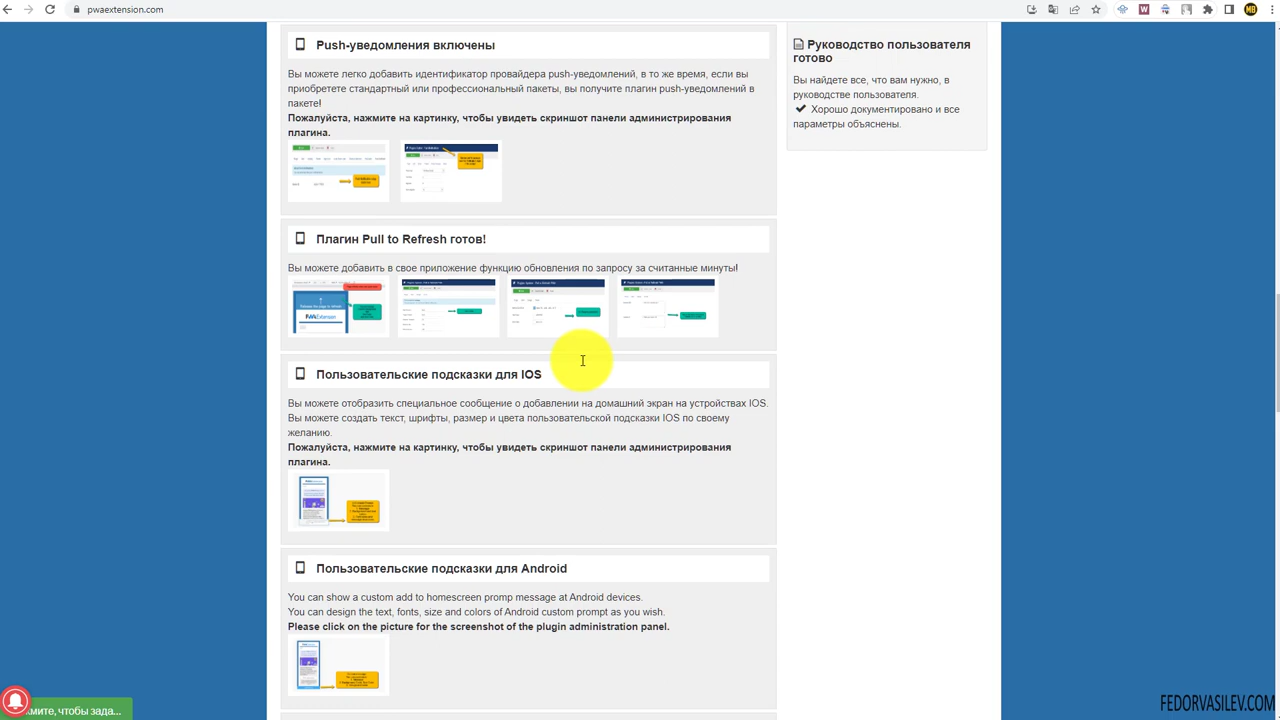 pwaextension.com
Push-уведомления включены
Вы можете легко добавить идентификатор провайдера push-уведомлений, в то же время, если вы
приобретете стандартный или профессиональный пакеты, вы получите плагин push-уведомлений в
пакете!
Пожалуйста, нажмите на картинку, чтобы увидеть скриншот панели администрирования
плагина.
Плагин Pull to Refresh готов!
Вы можете добавить в свое приложение функцию обновления по запросу за считанные минуты!
Пользовательские подсказки для IOS
Вы можете отобразить специальное сообщение о добавлении на домашний экран на устройствах IOS.
Вы можете создать текст, шрифты, размер и цвета пользовательской подсказки IOS по своему
желанию.
Пожалуйста, нажмите на картинку, чтобы увидеть скриншот панели администрирования
плагина.
Пользовательские подсказки для Android
You can show a custom add to homescreen promp message at Android devices.
You can design the text, fonts, size and colors of Android custom prompt as you wish.
Please click on the picture for the screenshot of the plugin administration panel.
Руководство пользователя
готово
Вы найдете все, что вам нужно, в
руководстве пользователя.
Хорошо документировано и все
параметры объяснены.
жмите, чтобы зада...
FEDORVASILEV.COM